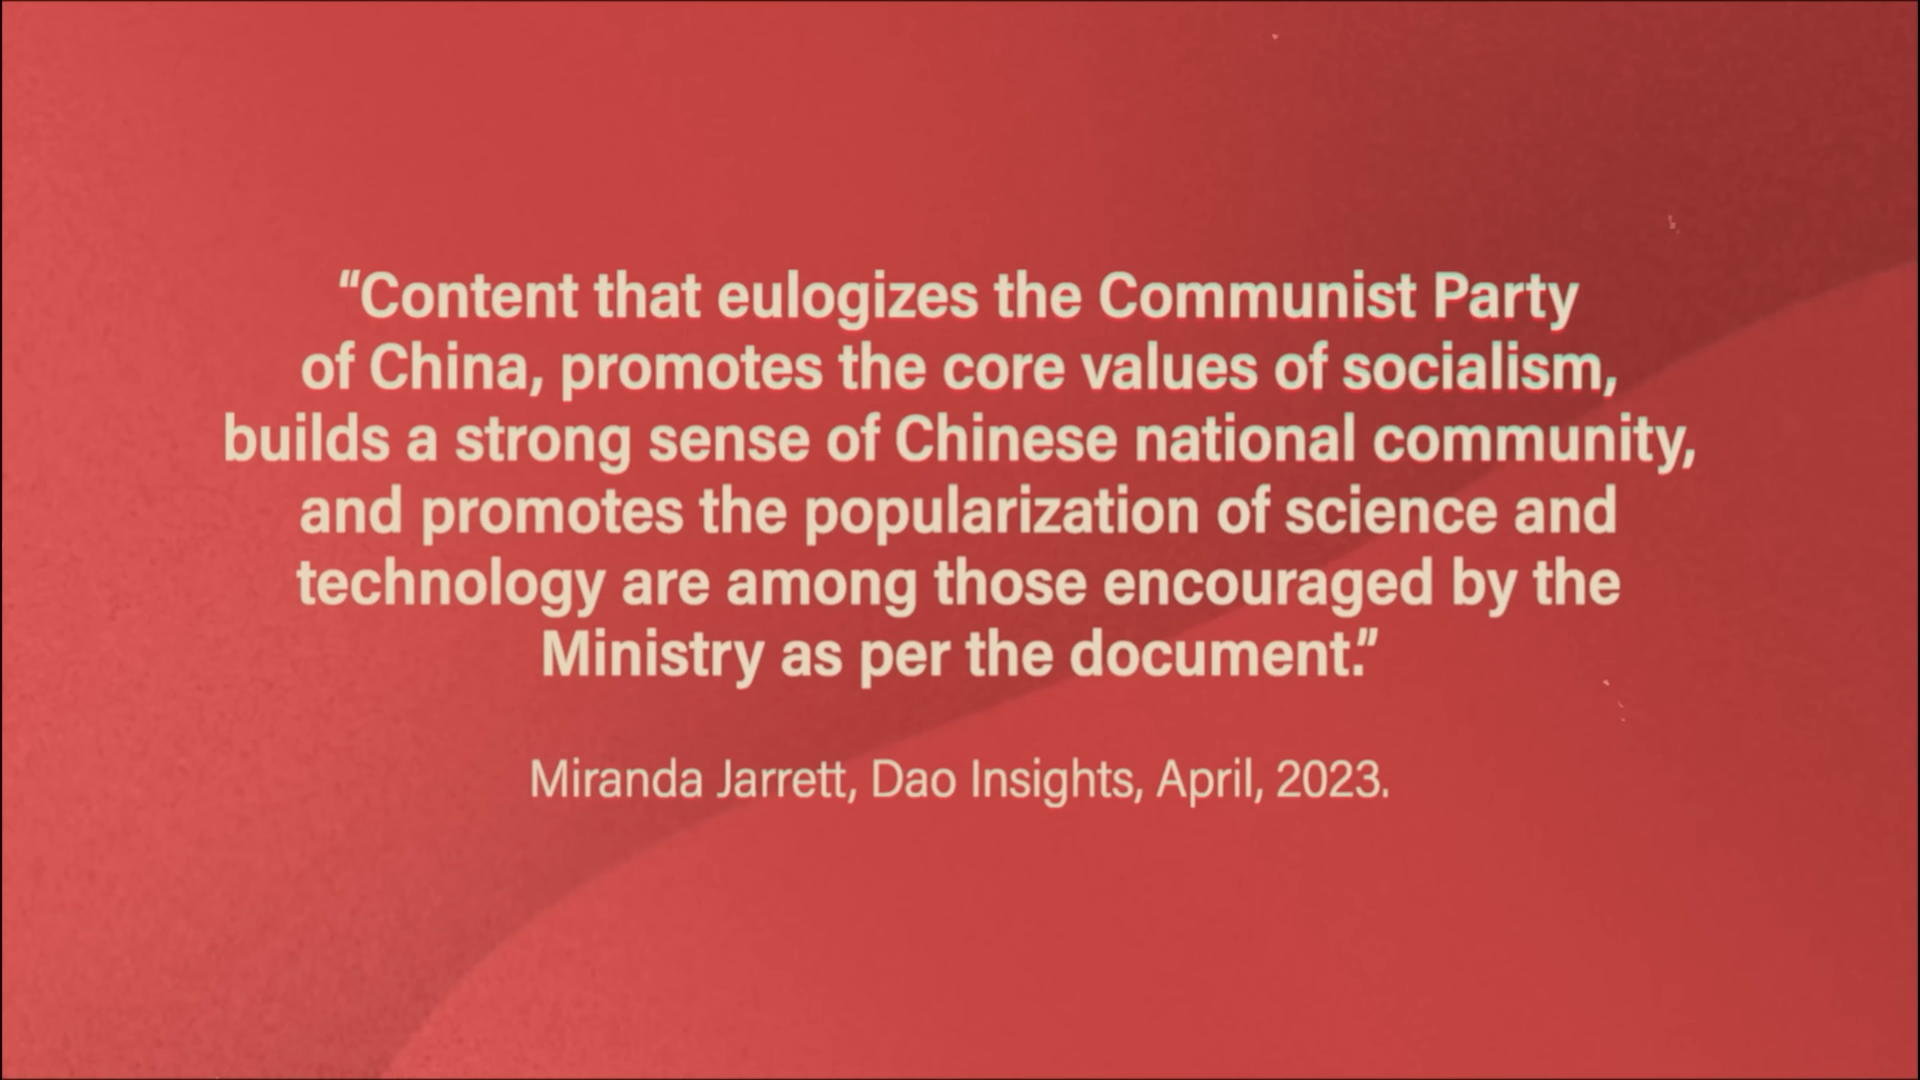 “Content that eulogizes the Communist Party
of China, promotes the core values of socialism,
builds a strong sense of Chinese national community,
and promotes the popularization of science and
technology are among those encouraged by the
Ministry as per the document.”
Miranda Jarrett, Dao Insights, April, 2023.